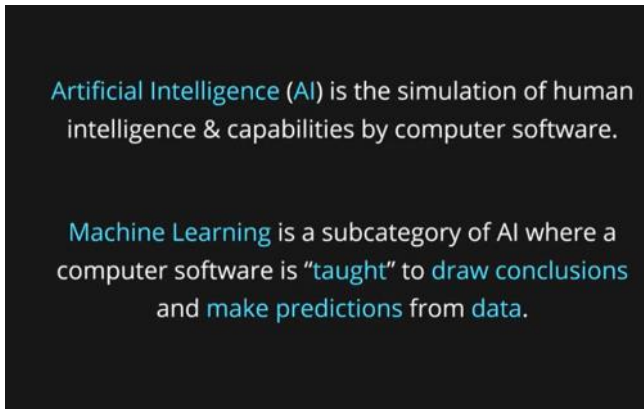 Artificial Intelligence (AI) is the simulation of human
intelligence & capabilities by computer software.
Machine Learning is a subcategory of AI where a
computer software is “taught” to draw conclusions
and make predictions from data.